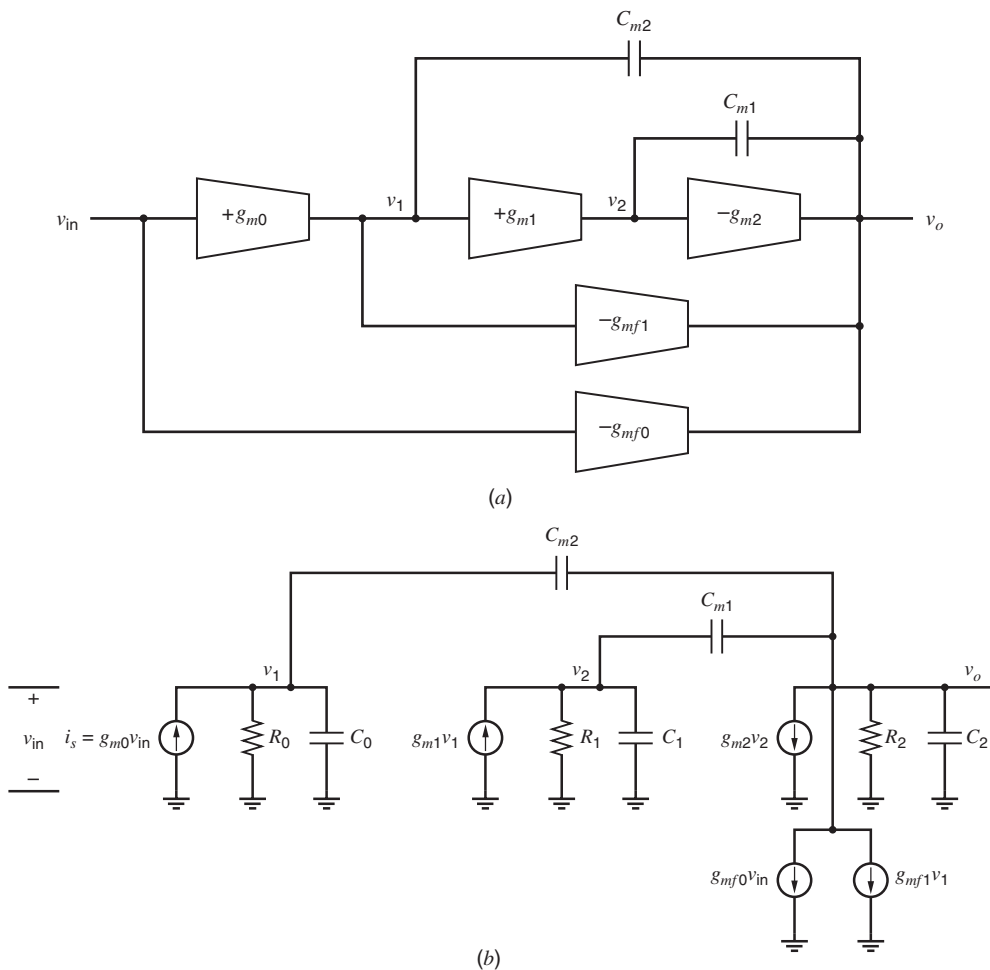 C_{m2}
C_{m1}
v_{in}
+g_{m0}
v_1
+g_{m1}
v_2
−g_{m2}
v_o
−g_{mf1}
−g_{mf0}
(a)
C_{m2}
C_{m1}
v_1
v_2
v_o
+
v_{in}
−
i_s = g_{m0}v_{in}
R_0
C_0
g_{m1}v_1
R_1
C_1
g_{m2}v_2
R_2
C_2
g_{mf0}v_{in}
g_{mf1}v_1
(b)